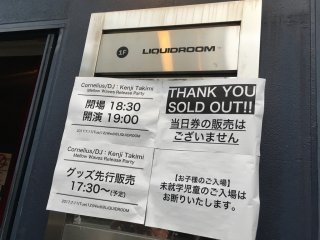 1F LIQUIDROOM
Cornelius/DJ : Kenji Takimi
Mellow Waves Release Party
開場 18:30
開演 19:00
THANK YOU
SOLD OUT!!
当日券の販売は
ございません
Cornelius/DJ : Kenji Takimi
Mellow Waves Release Party
グッズ先行販売
17:30〜(予定)
【お子様のご入場】
未就学児童のご入場は
お断りいたします。